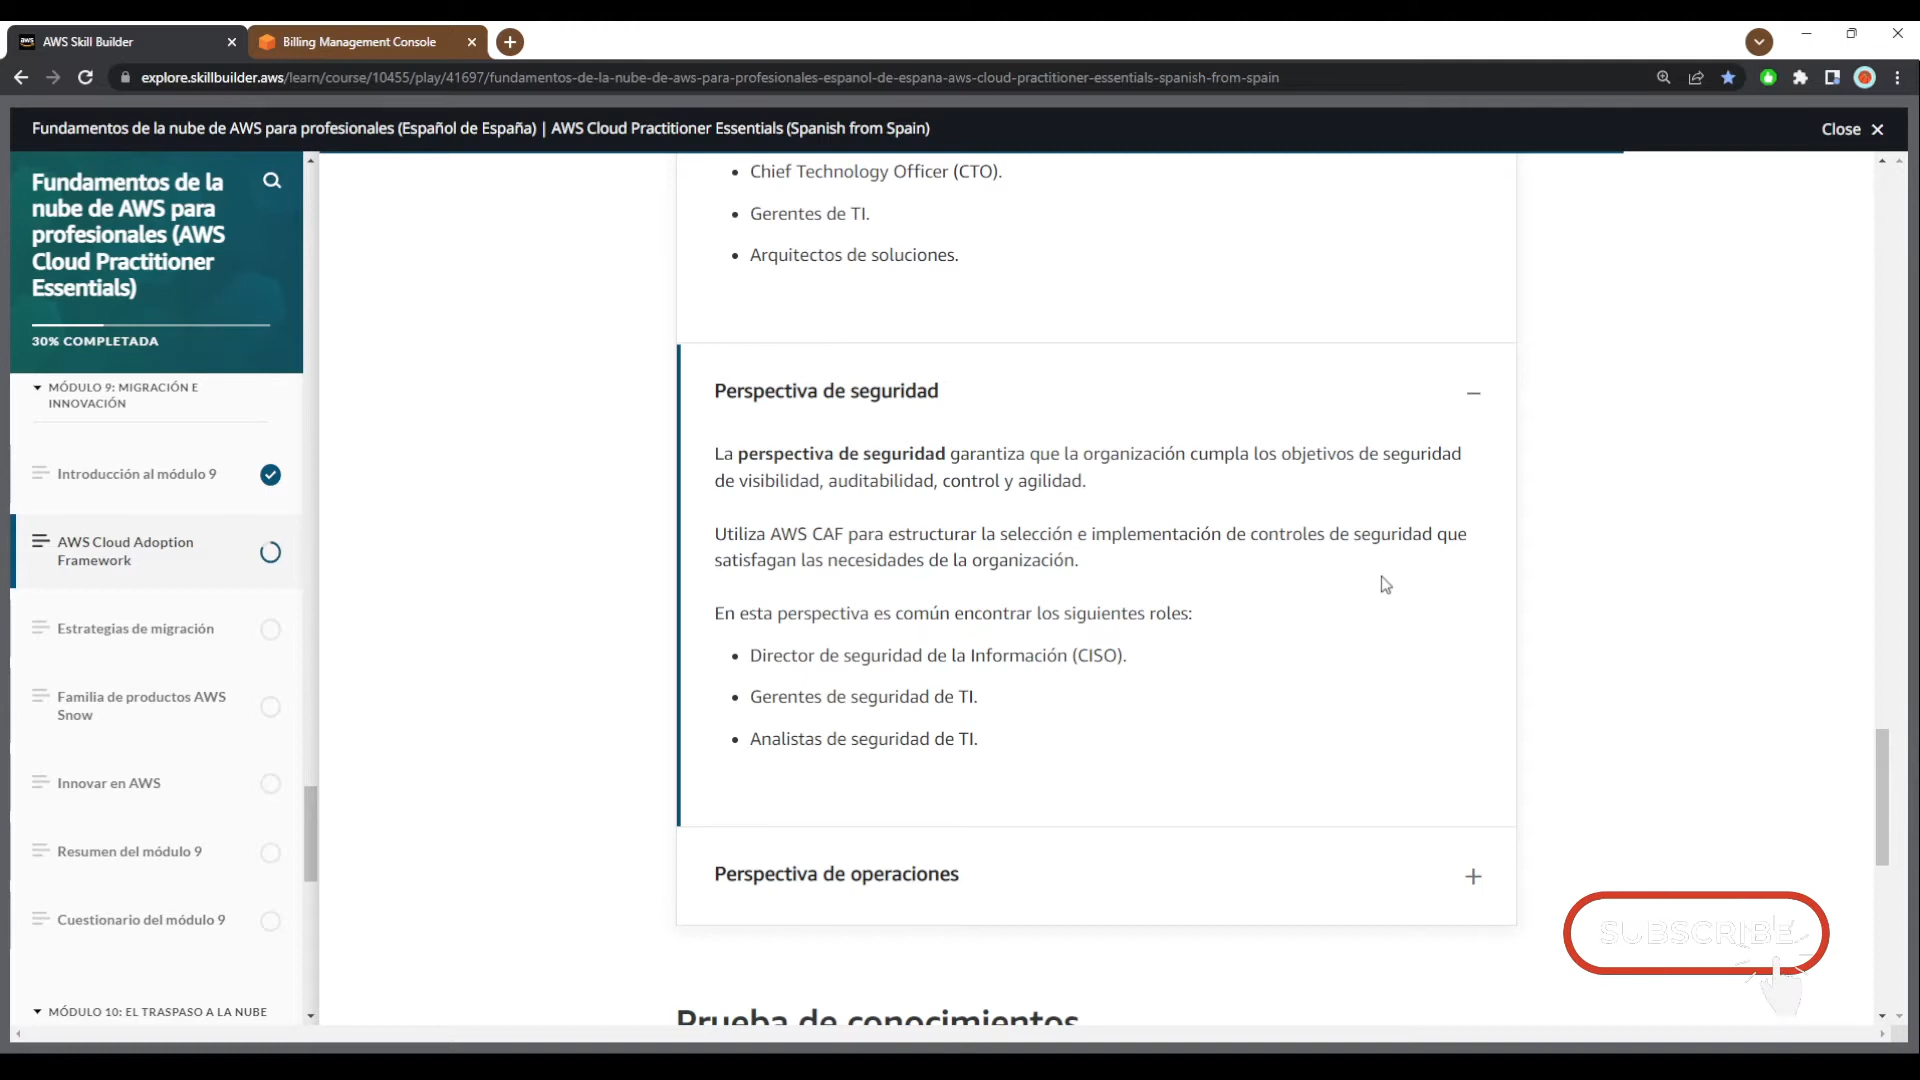 aws AWS Skill Builder
Billing Management Console
explore.skillbuilder.aws/learn/course/10455/play/41697/fundamentos-de-la-nube-de-aws-para-profesionales-espanol-de-espana-aws-cloud-practitioner-essentials-spanish-from-spain
Fundamentos de la nube de AWS para profesionales (Español de España) | AWS Cloud Practitioner Essentials (Spanish from Spain)
Close
Fundamentos de la
nube de AWS para
profesionales (AWS
Cloud Practitioner
Essentials)
30% COMPLETADA
MÓDULO 9: MIGRACIÓN E
INNOVACIÓN
Introducción al módulo 9
AWS Cloud Adoption
Framework
Estrategias de migración
Familia de productos AWS
Snow
Innovar en AWS
Resumen del módulo 9
Cuestionario del módulo 9
MÓDULO 10: EL TRASPASO A LA NUBE
Chief Technology Officer (CTO).
Gerentes de TI.
Arquitectos de soluciones.
Perspectiva de seguridad
La perspectiva de seguridad garantiza que la organización cumpla los objetivos de seguridad
de visibilidad, auditabilidad, control y agilidad.
Utiliza AWS CAF para estructurar la selección e implementación de controles de seguridad que
satisfagan las necesidades de la organización.
En esta perspectiva es común encontrar los siguientes roles:
Director de seguridad de la Información (CISO).
Gerentes de seguridad de TI.
Analistas de seguridad de TI.
Perspectiva de operaciones
Prueba de conocimientos
SUBSCRIBE